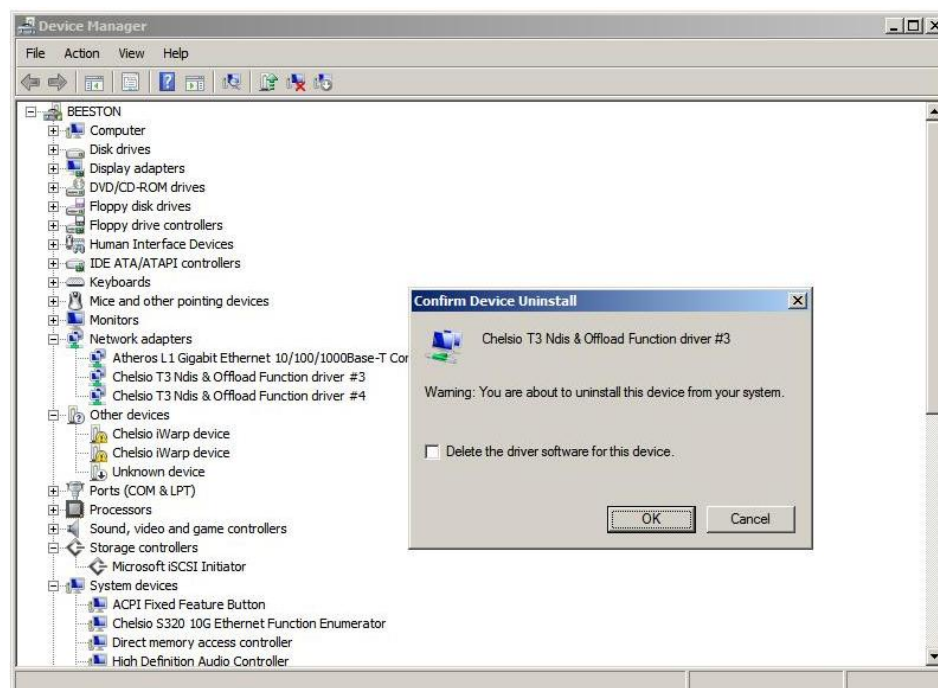 Device Manager
File Action View Help
BEESTON
Computer
Disk drives
Display adapters
DVD/CD-ROM drives
Floppy disk drives
Floppy drive controllers
Human Interface Devices
IDE ATA/ATAPI controllers
Keyboards
Mice and other pointing devices
Monitors
Network adapters
Atheros L1 Gigabit Ethernet 10/100/1000Base-T Cor
Chelsio T3 Ndis & Offload Function driver #3
Chelsio T3 Ndis & Offload Function driver #4
Other devices
Chelsio iWarp device
Chelsio iWarp device
Unknown device
Ports (COM & LPT)
Processors
Sound, video and game controllers
Storage controllers
Microsoft iSCSI Initiator
System devices
ACPI Fixed Feature Button
Chelsio S320 10G Ethernet Function Enumerator
Direct memory access controller
High Definition Audio Controller
Confirm Device Uninstall
Chelsio T3 Ndis & Offload Function driver #3
Warning: You are about to uninstall this device from your system.
Delete the driver software for this device.
OK Cancel